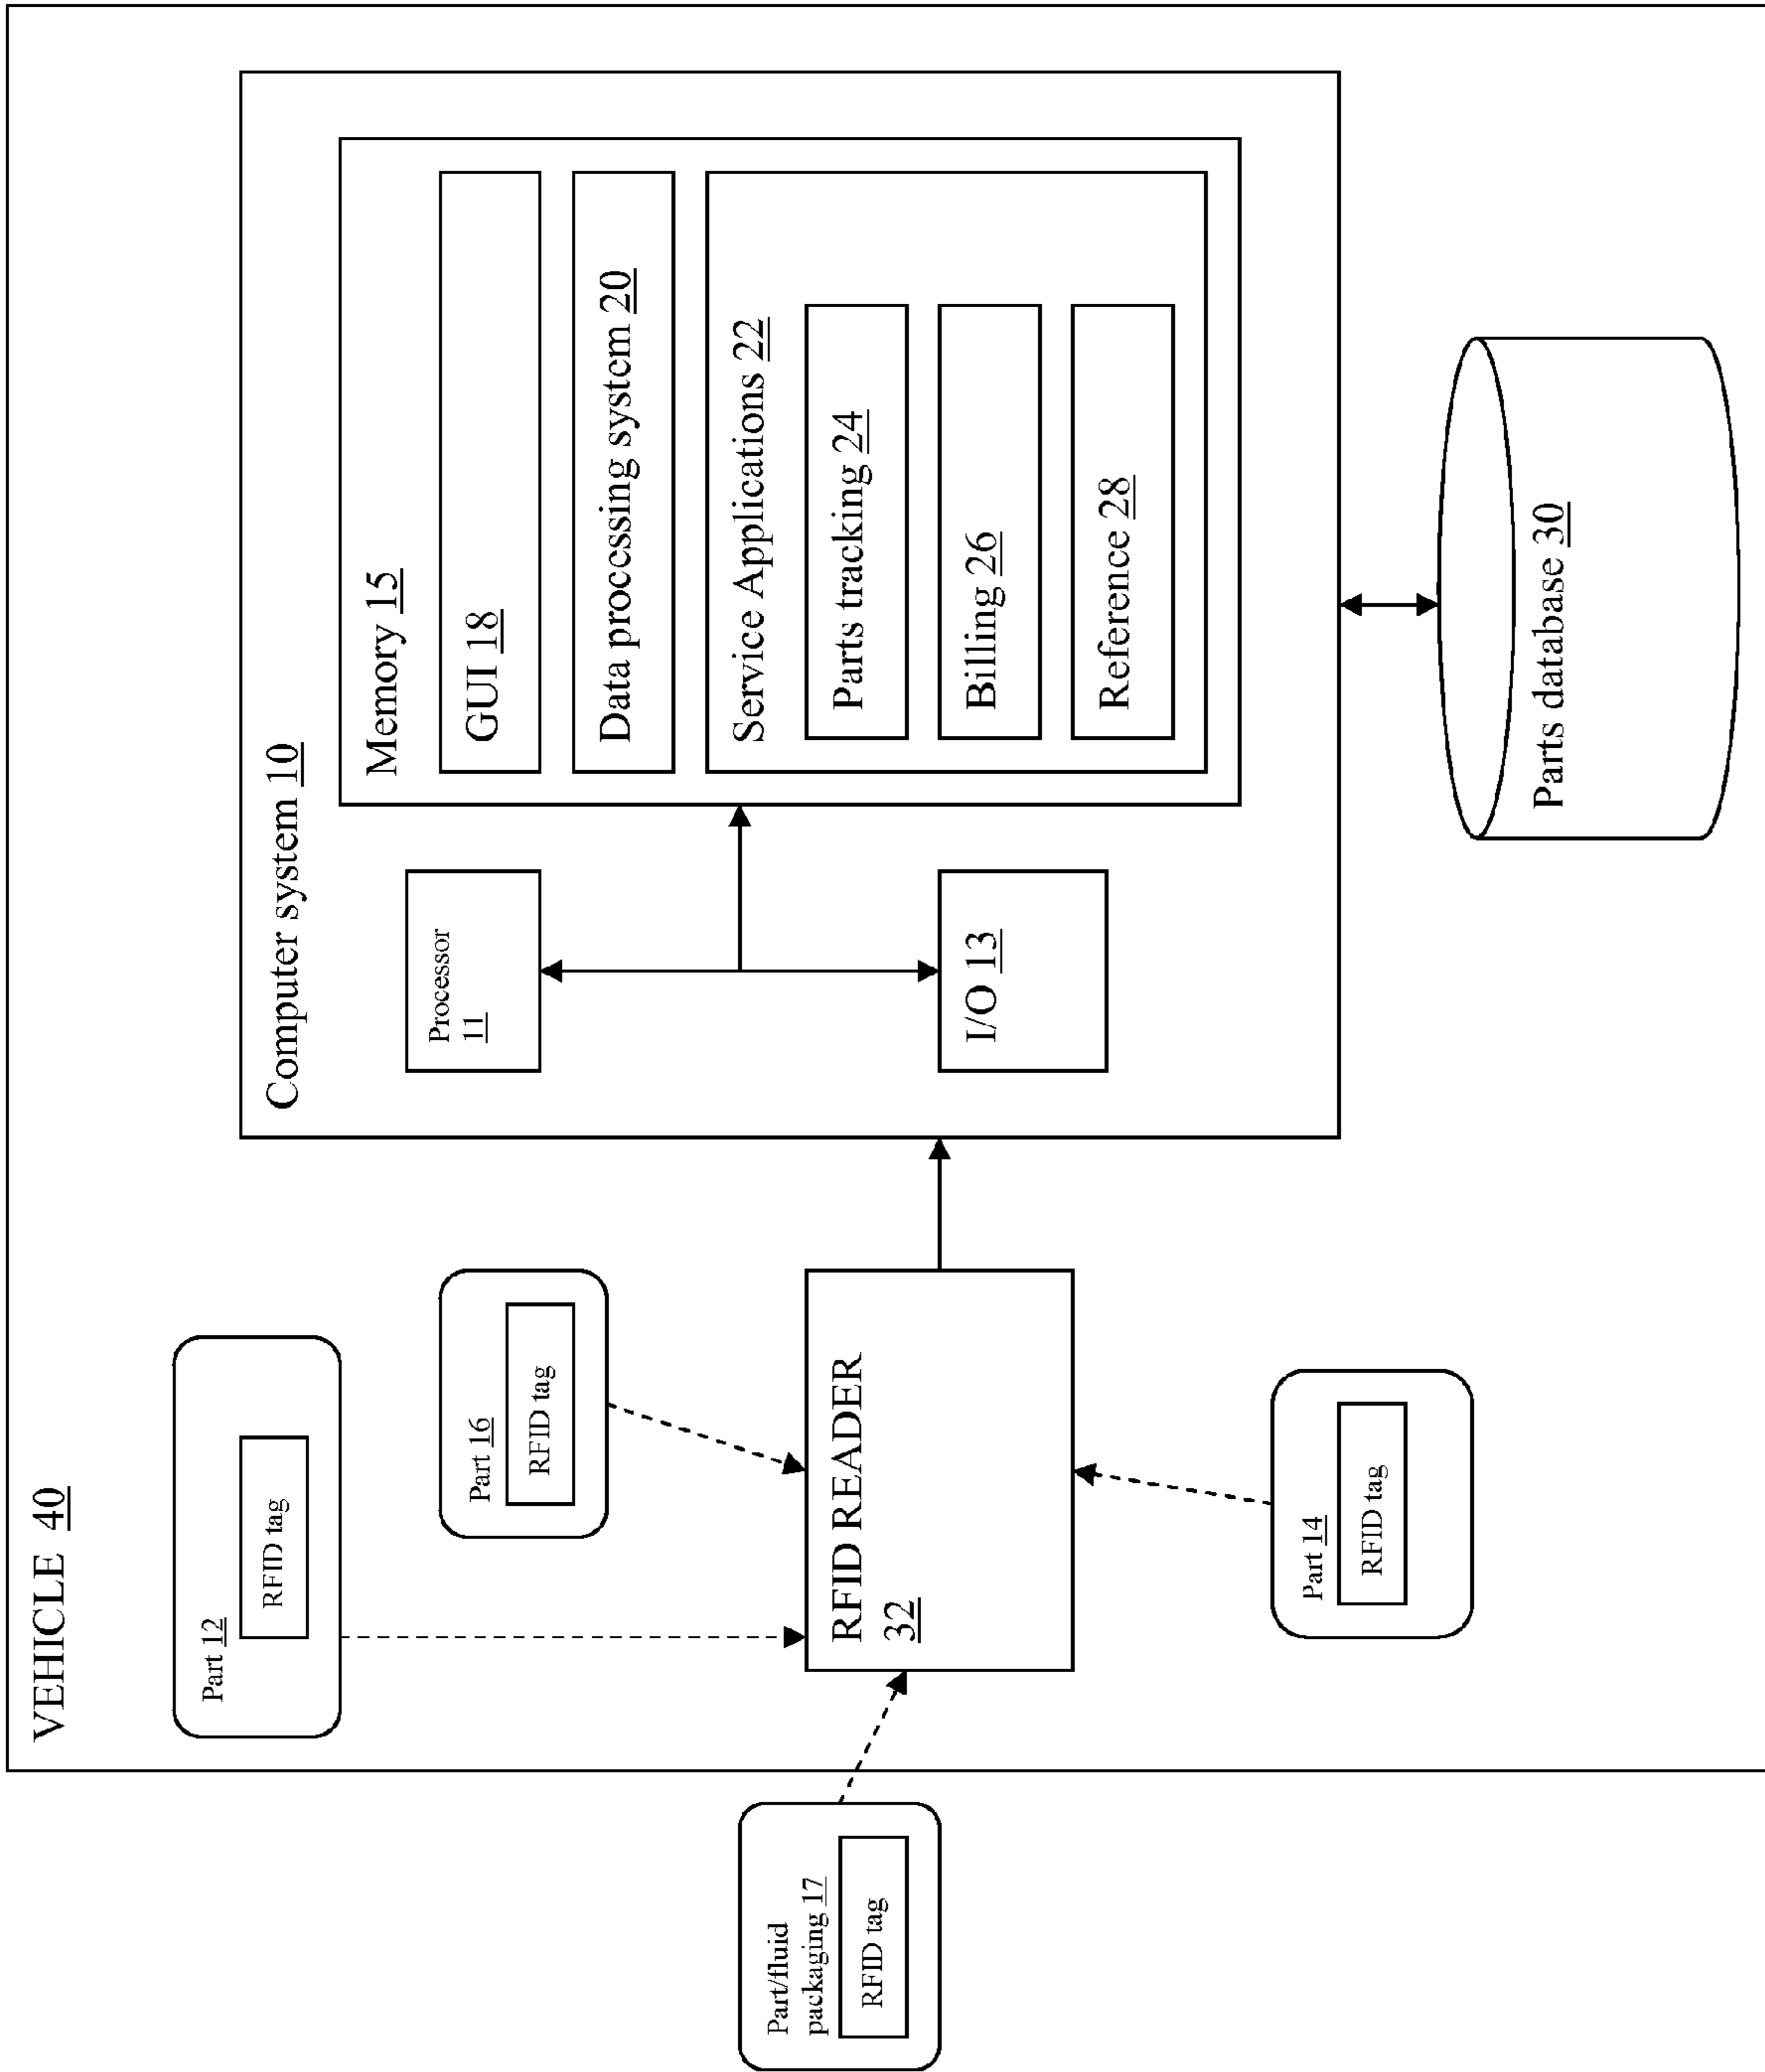 VEHICLE 40
Part 12
RFID tag
Part 16
RFID tag
Part/fluid
packaging 17
RFID tag
RFID READER
32
Part 14
RFID tag
Computer system 10
Processor
11
I/O 13
Memory 15
GUI 18
Data processing system 20
Service Applications 22
Parts tracking 24
Billing 26
Reference 28
Parts database 30